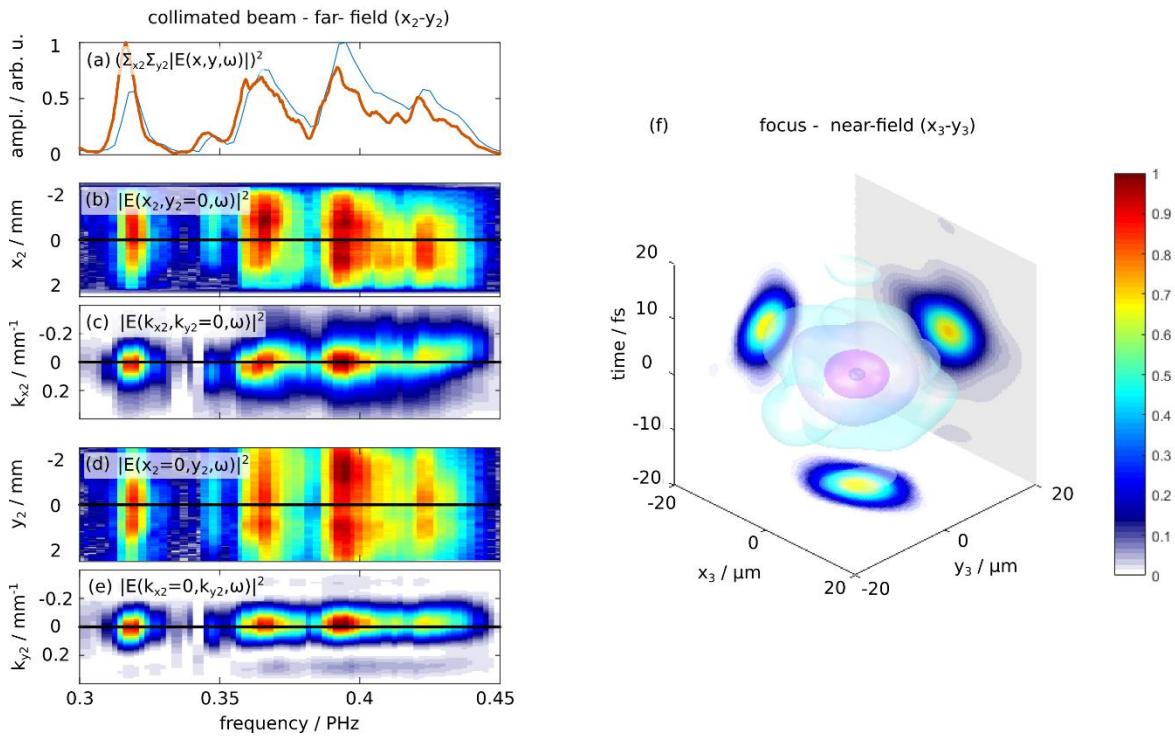 collimated beam - far- field (x₂-y₂)
(a) (Σₓ₂Σᵧ₂|E(x,y,ω)|)²
ampl. / arb. u.
1
0.5
0
(b) |E(x₂,y₂=0,ω)|²
x₂ / mm
-2
0
2
(c) |E(kₓ₂,kᵧ₂=0,ω)|²
kₓ₂ / mm⁻¹
-0.2
0
0.2
(d) |E(x₂=0,y₂,ω)|²
y₂ / mm
-2
0
2
(e) |E(kₓ₂=0,kᵧ₂,ω)|²
kᵧ₂ / mm⁻¹
-0.2
0
0.2
0.3 0.35 0.4 0.45
frequency / PHz
(f) focus - near-field (x₃-y₃)
time / fs
20
10
0
-10
-20
-20 0 20
x₃ / µm
-20 0 20
y₃ / µm
1
0.9
0.8
0.7
0.6
0.5
0.4
0.3
0.2
0.1
0